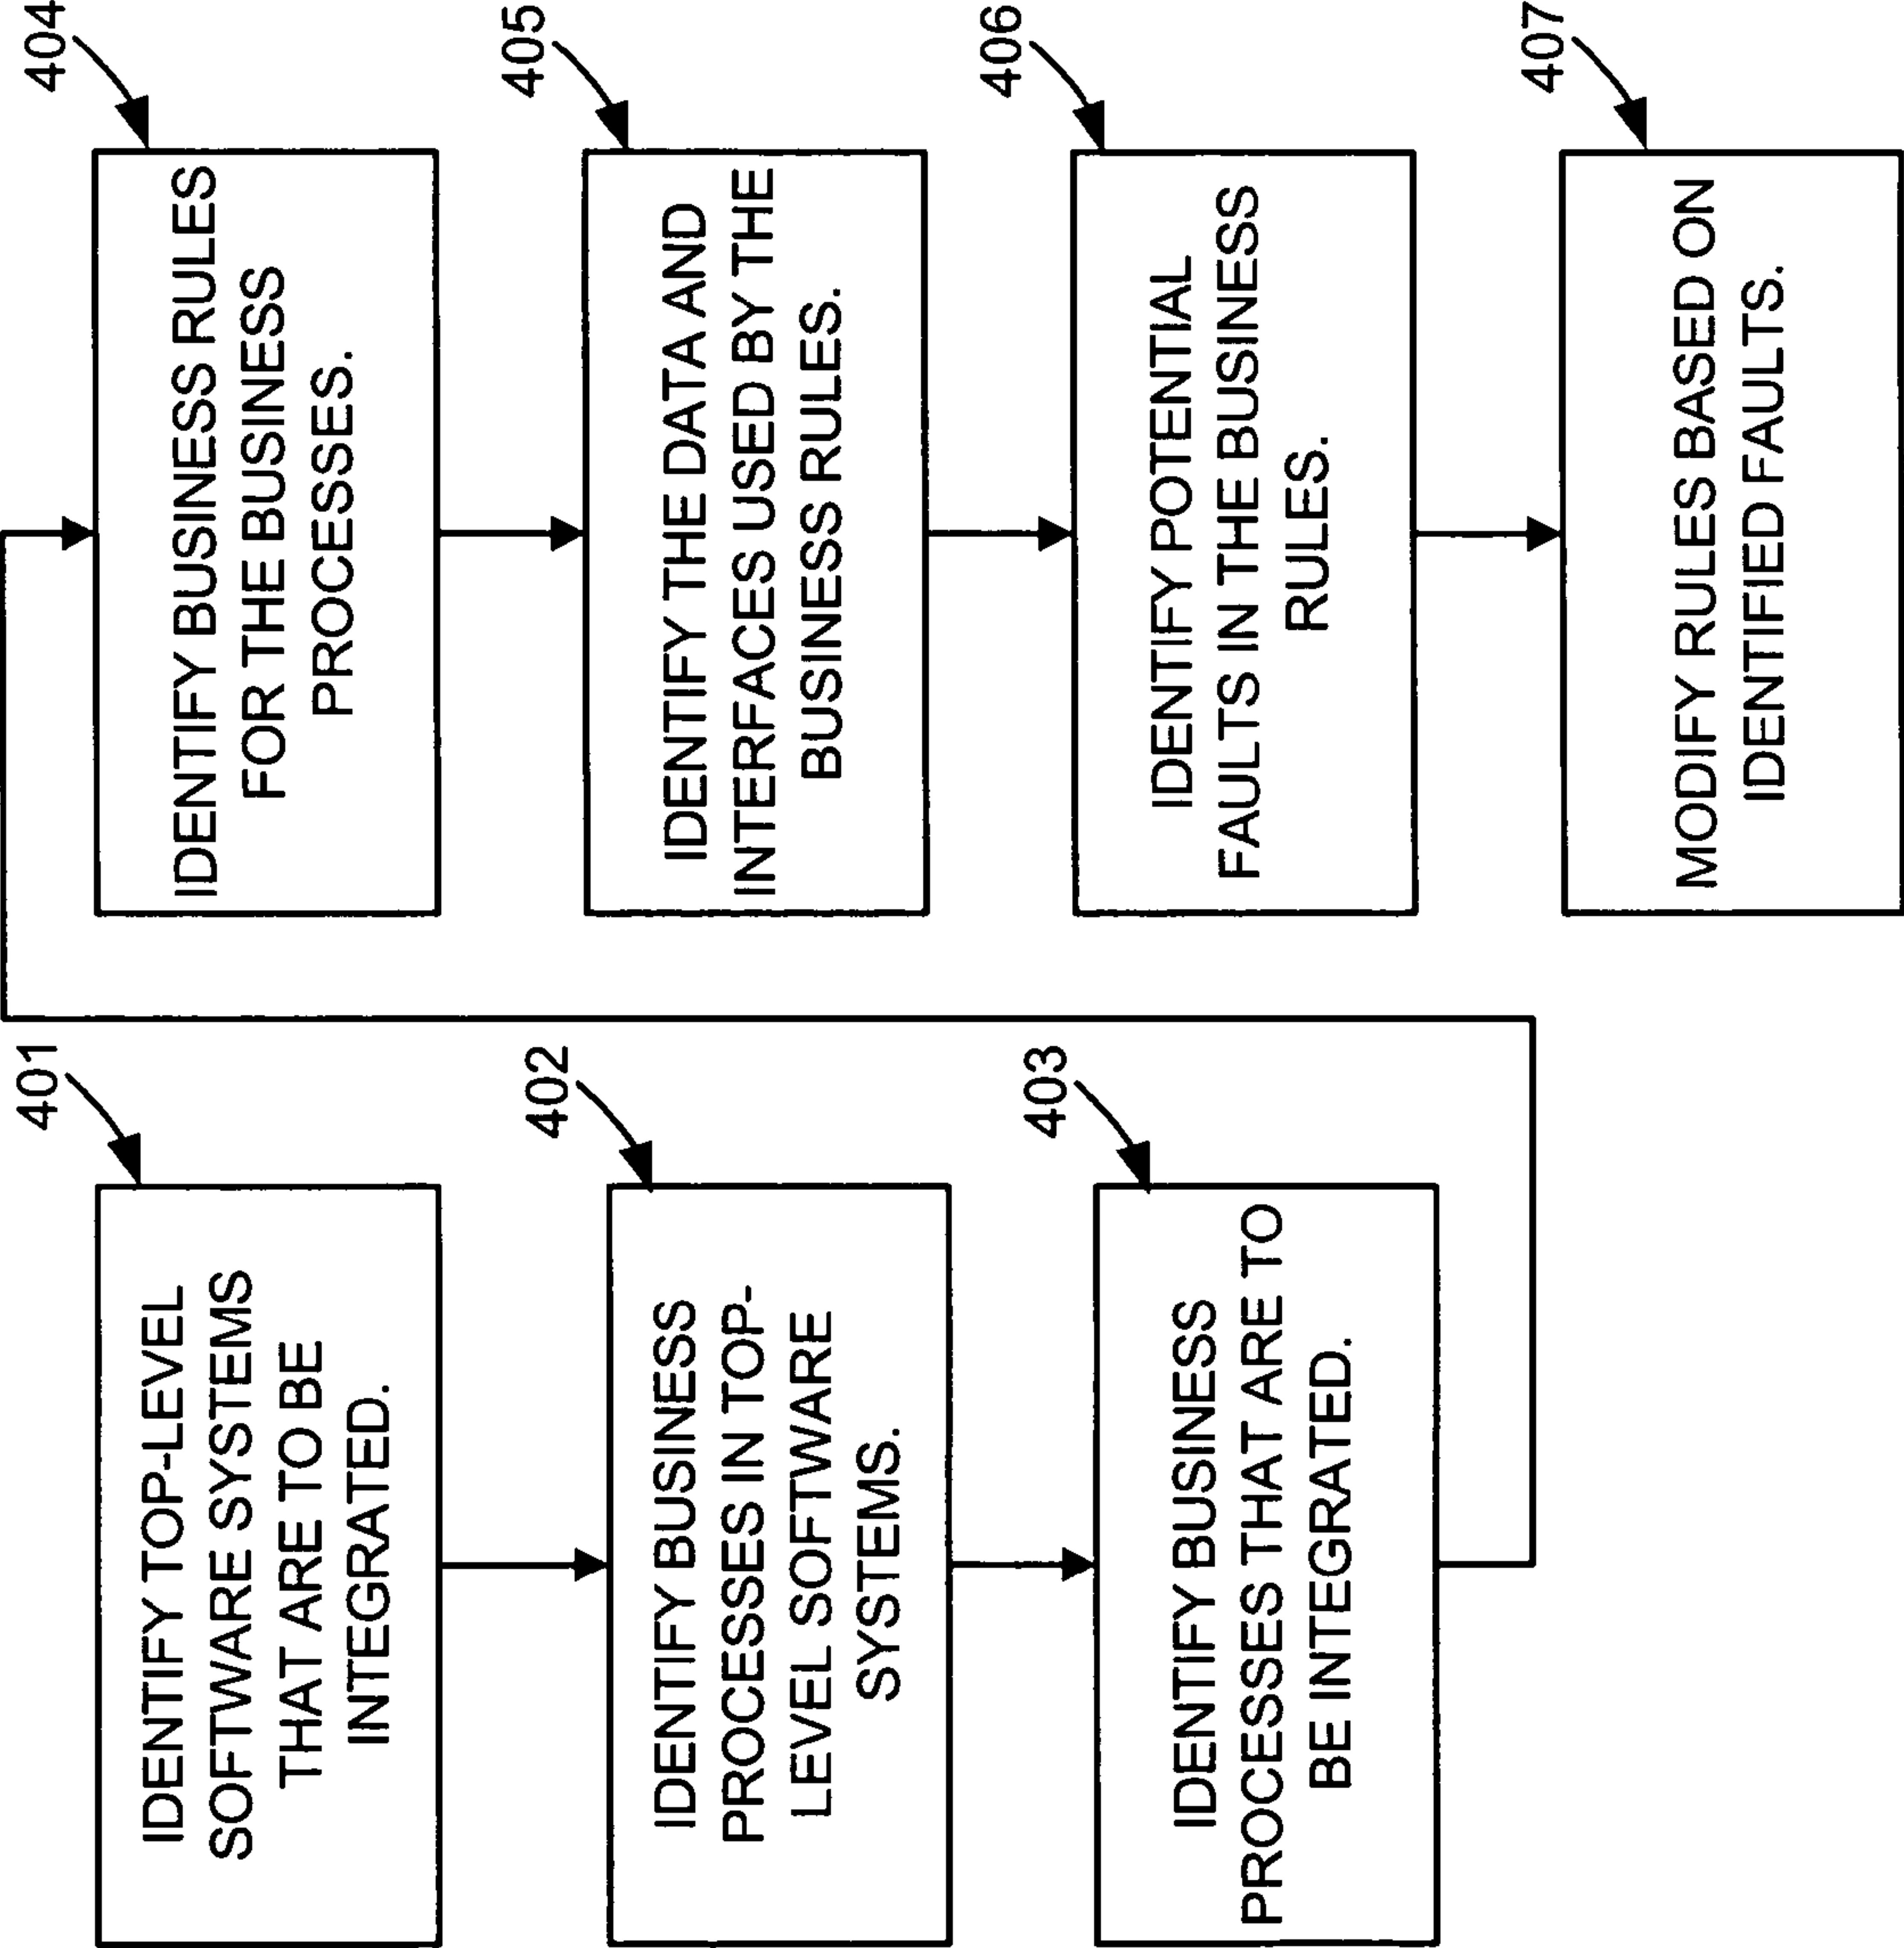 401
IDENTIFY TOP-LEVEL
SOFTWARE SYSTEMS
THAT ARE TO BE
INTEGRATED.
402
IDENTIFY BUSINESS
PROCESSES IN TOP-
LEVEL SOFTWARE
SYSTEMS.
403
IDENTIFY BUSINESS
PROCESSES THAT ARE TO
BE INTEGRATED.
404
IDENTIFY BUSINESS RULES
FOR THE BUSINESS
PROCESSES.
405
IDENTIFY THE DATA AND
INTERFACES USED BY THE
BUSINESS RULES.
406
IDENTIFY POTENTIAL
FAULTS IN THE BUSINESS
RULES.
407
MODIFY RULES BASED ON
IDENTIFIED FAULTS.